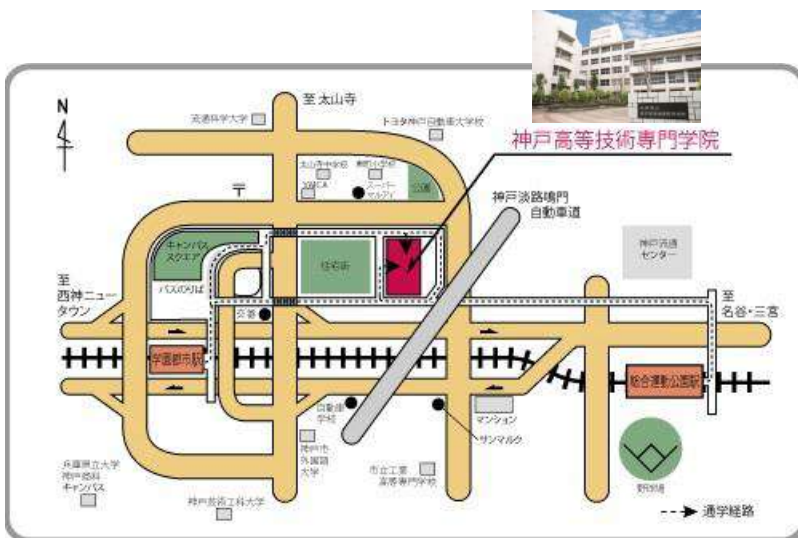 N
至 太山寺
流通科学大学
トヨタ神戸自動車大学校
神戸高等技術専門学院
太山寺中学校
東町小学校
YMCA
スーパー
マルアイ
公園
〒
神戸淡路鳴門
自動車道
キャンパス
スクエア
住宅街
神戸流通
センター
至
西神ニュー
タウン
バスのりば
交番
至
名谷・三宮
学園都市駅
総合運動公園駅
自動車
学校
マンション
サンマルク
神戸市
外国語
大学
兵庫県立大学
神戸商科
キャンパス
市立工業
高等専門学校
野球場
神戸芸術工科大学
通学経路